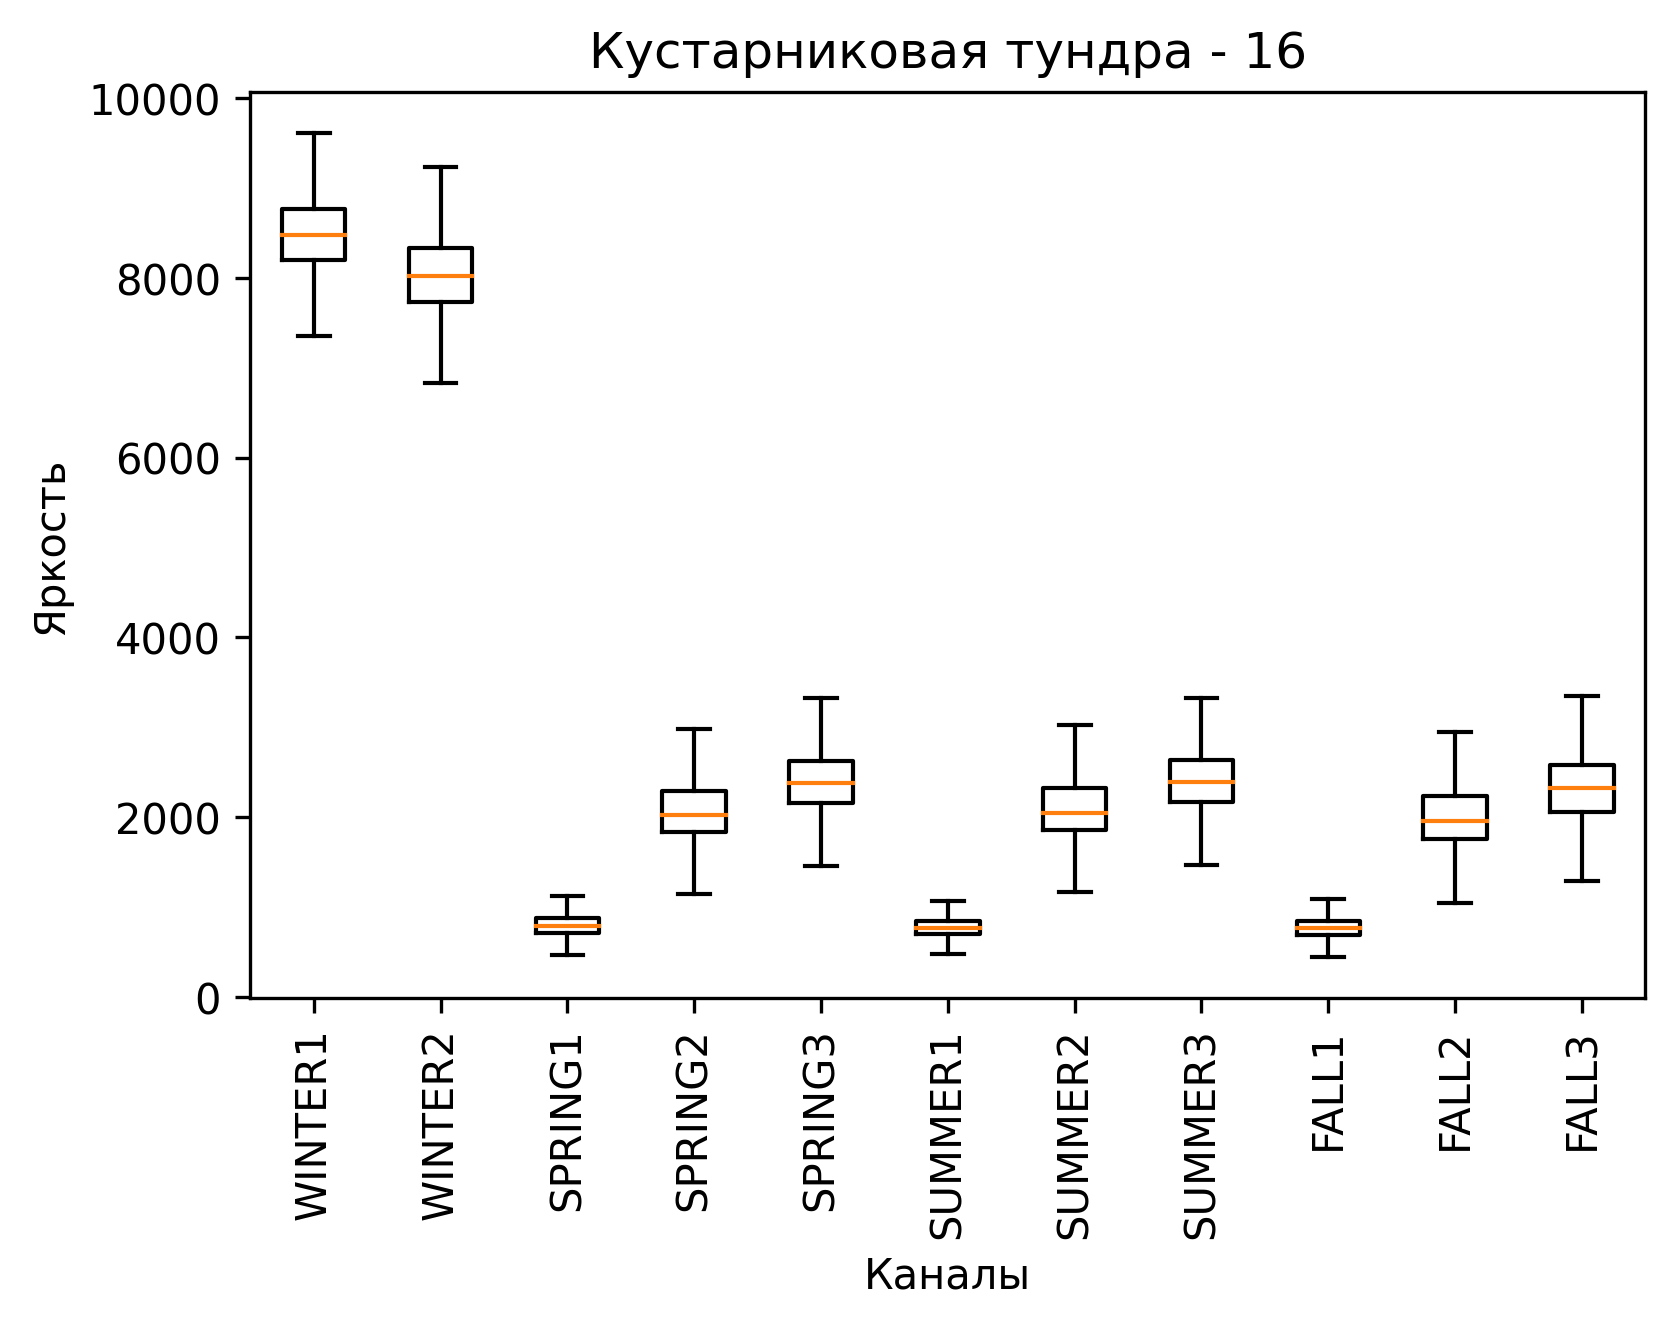 Кустарниковая тундра - 16
Яркость
10000
8000
6000
4000
2000
0
WINTER1
WINTER2
SPRING1
SPRING2
SPRING3
SUMMER1
SUMMER2
SUMMER3
FALL1
FALL2
FALL3
Каналы